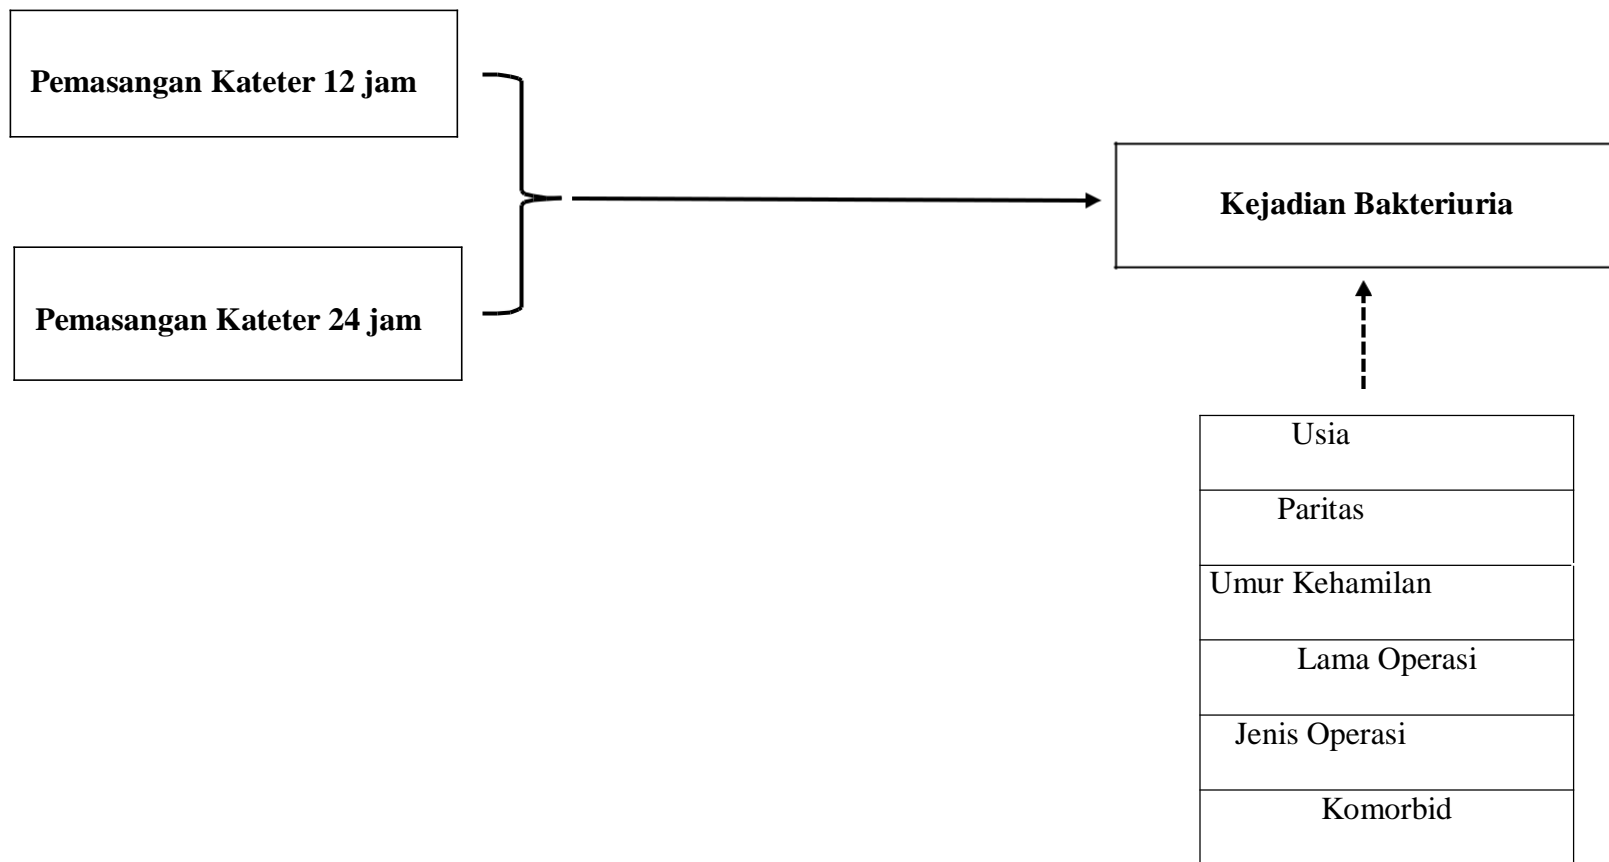 Pemasangan Kateter 12 jam
Kejadian Bakteriuria
Pemasangan Kateter 24 jam
Usia
Paritas
Umur Kehamilan
Lama Operasi
Jenis Operasi
Komorbid